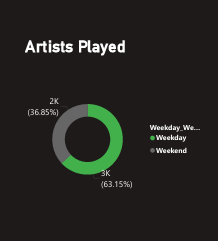 Artists Played
2K
(36.85%)
Weekday_We...
Weekday
Weekend
3K
(63.15%)